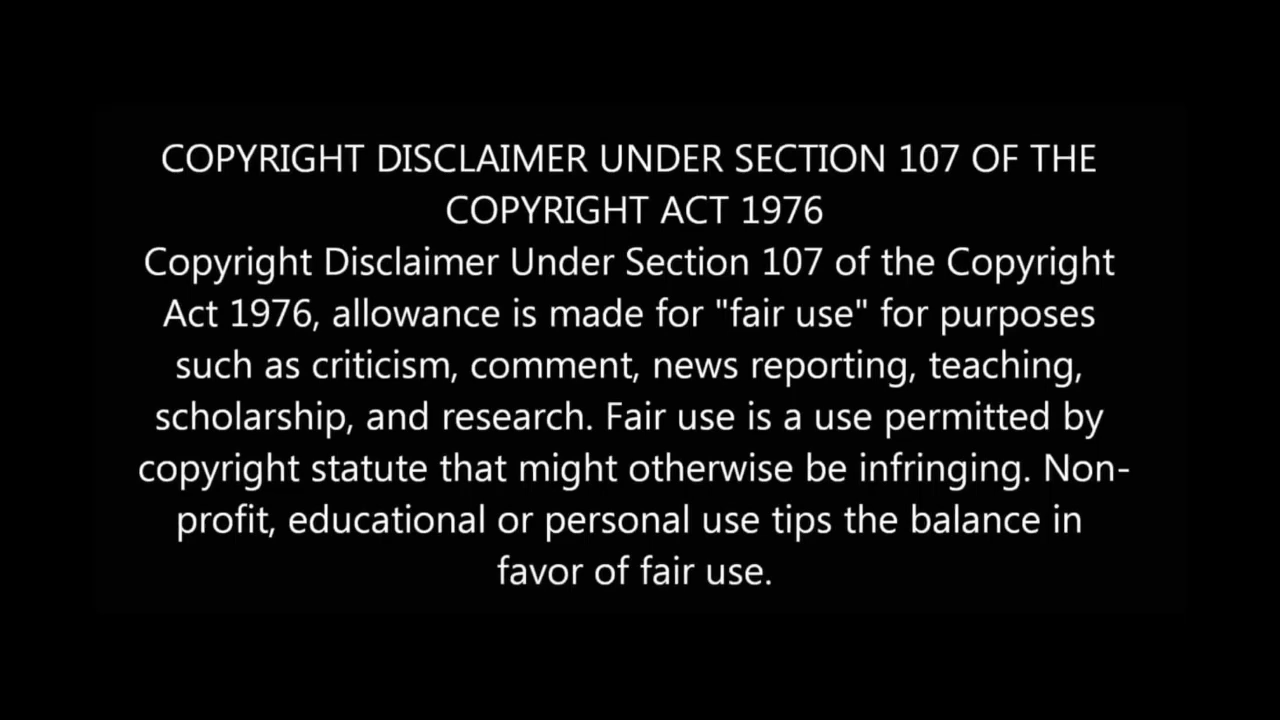 COPYRIGHT DISCLAIMER UNDER SECTION 107 OF THE
COPYRIGHT ACT 1976
Copyright Disclaimer Under Section 107 of the Copyright
Act 1976, allowance is made for "fair use" for purposes
such as criticism, comment, news reporting, teaching,
scholarship, and research. Fair use is a use permitted by
copyright statute that might otherwise be infringing. Non-
profit, educational or personal use tips the balance in
favor of fair use.